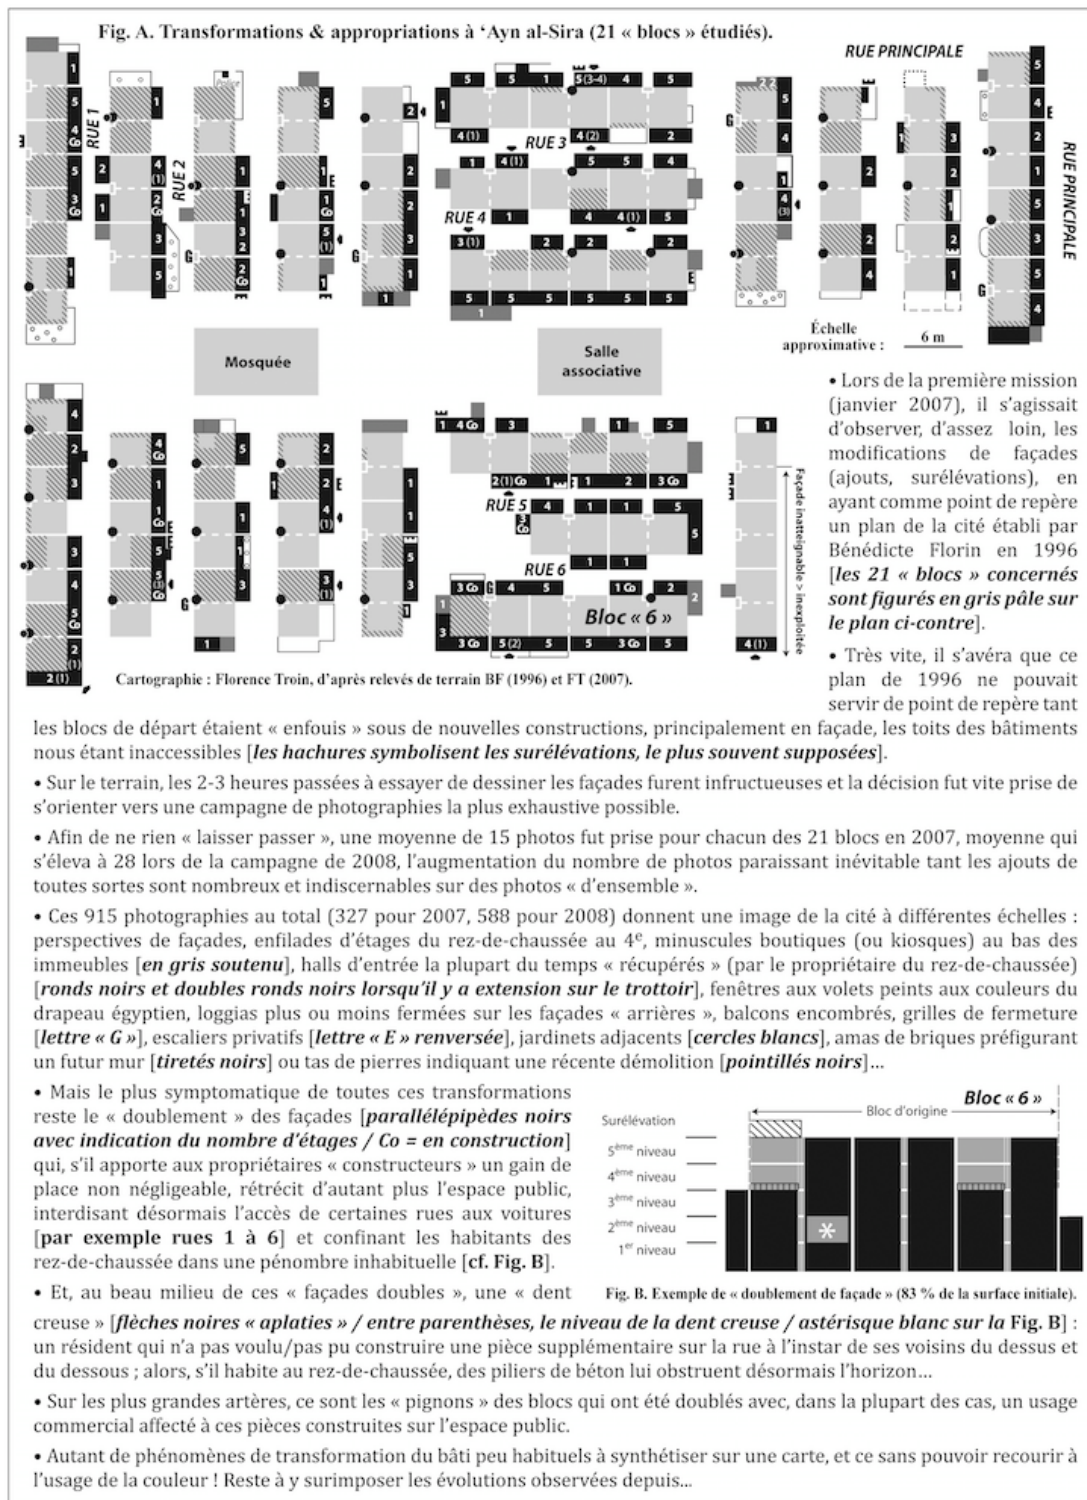 Fig. A. Transformations & appropriations à ‘Ayn al-Sira (21 « blocs » étudiés).
RUE PRINCIPALE
RUE PRINCIPALE
RUE 1
RUE 2
RUE 3
RUE 4
Mosquée
Salle
associative
Échelle
approximative :
6 m
RUE 5
RUE 6
Bloc « 6 »
Façade inatteignable > inexploitée
Cartographie : Florence Troin, d'après relevés de terrain BF (1996) et FT (2007).
• Lors de la première mission
(janvier 2007), il s'agissait
d'observer, d'assez loin, les
modifications de façades
(ajouts, surélévations), en
ayant comme point de repère
un plan de la cité établi par
Bénédicte Florin en 1996
[les 21 « blocs » concernés
sont figurés en gris pâle sur
le plan ci-contre].
• Très vite, il s'avéra que ce
plan de 1996 ne pouvait
servir de point de repère tant
les blocs de départ étaient « enfouis » sous de nouvelles constructions, principalement en façade, les toits des bâtiments
nous étant inaccessibles [les hachures symbolisent les surélévations, le plus souvent supposées].
• Sur le terrain, les 2-3 heures passées à essayer de dessiner les façades furent infructueuses et la décision fut vite prise de
s'orienter vers une campagne de photographies la plus exhaustive possible.
• Afin de ne rien « laisser passer », une moyenne de 15 photos fut prise pour chacun des 21 blocs en 2007, moyenne qui
s'éleva à 28 lors de la campagne de 2008, l'augmentation du nombre de photos paraissant inévitable tant les ajouts de
toutes sortes sont nombreux et indiscernables sur des photos « d'ensemble ».
• Ces 915 photographies au total (327 pour 2007, 588 pour 2008) donnent une image de la cité à différentes échelles :
perspectives de façades, enfilades d'étages du rez-de-chaussée au 4e, minuscules boutiques (ou kiosques) au bas des
immeubles [en gris soutenu], halls d'entrée la plupart du temps « récupérés » (par le propriétaire du rez-de-chaussée)
[ronds noirs et doubles ronds noirs lorsqu'il y a extension sur le trottoir], fenêtres aux volets peints aux couleurs du
drapeau égyptien, loggias plus ou moins fermées sur les façades « arrières », balcons encombrés, grilles de fermeture
[lettre « G »], escaliers privatifs [lettre « E » renversée], jardinets adjacents [cercles blancs], amas de briques préfigurant
un futur mur [tiretés noirs] ou tas de pierres indiquant une récente démolition [pointillés noirs]...
• Mais le plus symptomatique de toutes ces transformations
reste le « doublement » des façades [parallélépipèdes noirs
avec indication du nombre d'étages / Co = en construction]
qui, s'il apporte aux propriétaires « constructeurs » un gain de
place non négligeable, rétrécit d'autant plus l'espace public,
interdisant désormais l'accès de certaines rues aux voitures
[par exemple rues 1 à 6] et confinant les habitants des
rez-de-chaussée dans une pénombre inhabituelle [cf. Fig. B].
Bloc « 6 »
Bloc d'origine
Surélévation
5ème niveau
4ème niveau
3ème niveau
2ème niveau
1er niveau
*
Fig. B. Exemple de « doublement de façade » (83 % de la surface initiale).
• Et, au beau milieu de ces « façades doubles », une « dent
creuse » [flèches noires « aplaties » / entre parenthèses, le niveau de la dent creuse / astérisque blanc sur la Fig. B] :
un résident qui n'a pas voulu/pas pu construire une pièce supplémentaire sur la rue à l'instar de ses voisins du dessus et
du dessous ; alors, s'il habite au rez-de-chaussée, des piliers de béton lui obstruent désormais l'horizon...
• Sur les plus grandes artères, ce sont les « pignons » des blocs qui ont été doublés avec, dans la plupart des cas, un usage
commercial affecté à ces pièces construites sur l'espace public.
• Autant de phénomènes de transformation du bâti peu habituels à synthétiser sur une carte, et ce sans pouvoir recourir à
l'usage de la couleur ! Reste à y surimposer les évolutions observées depuis...